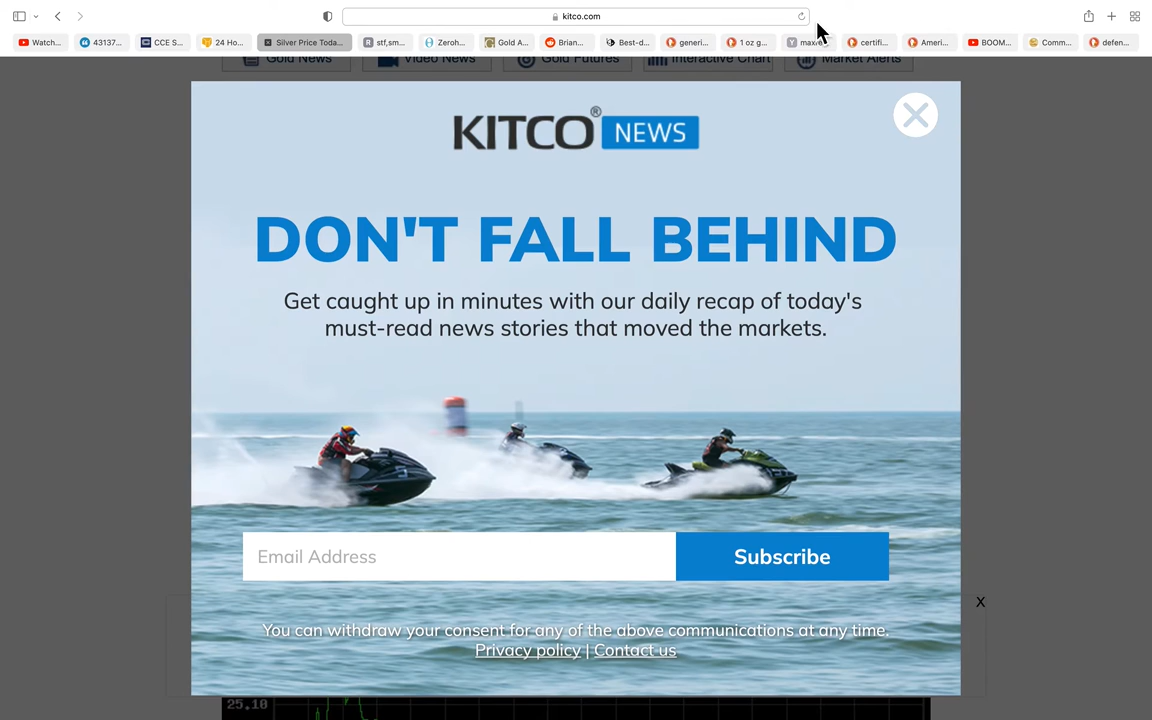 kitco.com
Watch...
43137...
CCE S...
24 Ho...
Silver Price Toda...
stf,sm...
Zeroh...
Gold A...
Brian...
Best-d...
generi...
1 oz g...
certifi...
Ameri...
BOOM...
Comm...
defen...
Gold News
Video News
Gold Futures
Interactive Chart
Market Alerts
KITCO® NEWS
DON'T FALL BEHIND
Get caught up in minutes with our daily recap of today's
must-read news stories that moved the markets.
Email Address
Subscribe
X
You can withdraw your consent for any of the above communications at any time.
Privacy policy | Contact us
25.10